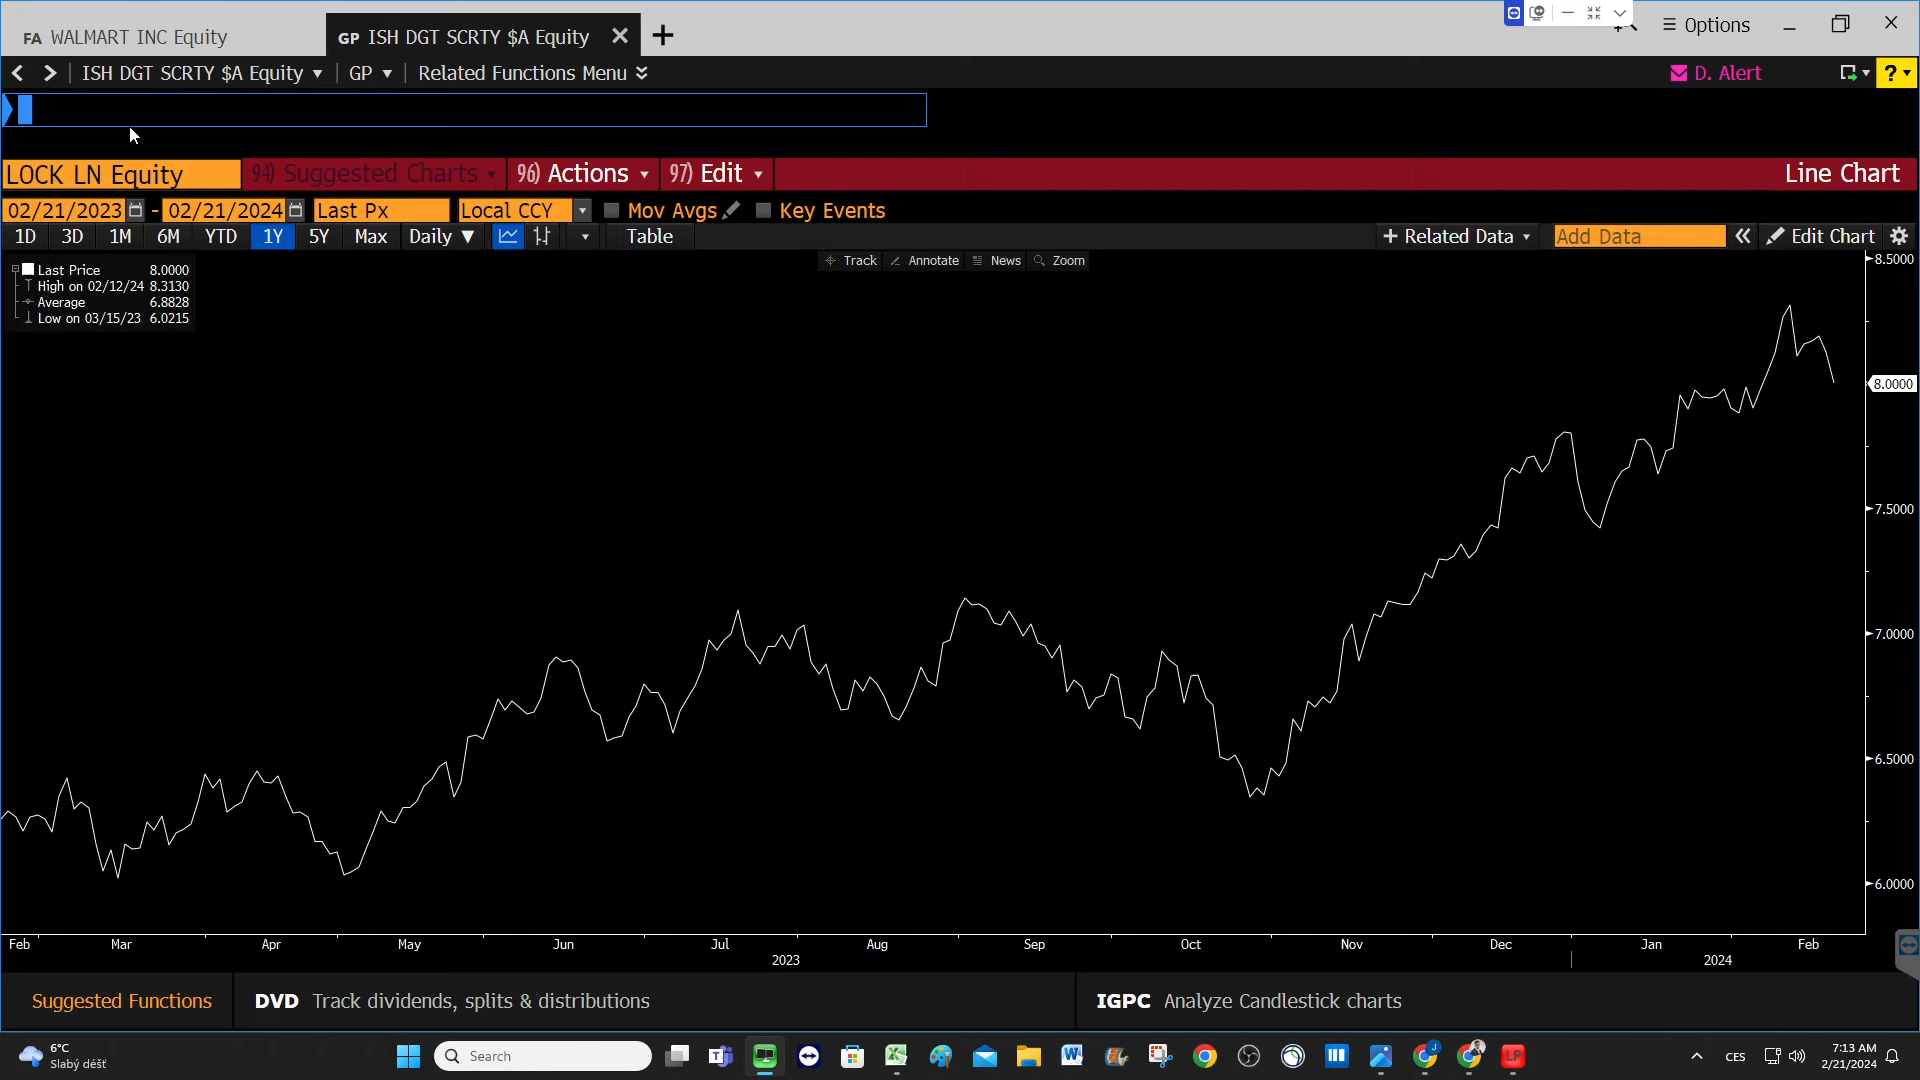 FA WALMART INC Equity
GP ISH DGT SCRTY $A Equity
Options
ISH DGT SCRTY $A Equity
GP
Related Functions Menu
D. Alert
?
LOCK LN Equity
94) Suggested Charts
96) Actions
97) Edit
Line Chart
02/21/2023 - 02/21/2024
Last Px
Local CCY
Mov Avgs
Key Events
1D 3D 1M 6M YTD 1Y 5Y Max Daily ▼
Table
+ Related Data
Add Data
«
Edit Chart
Track
Annotate
News
Zoom
Last Price 8.0000
High on 02/12/24 8.3130
Average 6.8828
Low on 03/15/23 6.0215
8.5000
8.0000
7.5000
7.0000
6.5000
6.0000
Feb Mar Apr May Jun Jul Aug Sep Oct Nov Dec Jan Feb
2023 2024
Suggested Functions
DVD Track dividends, splits & distributions
IGPC Analyze Candlestick charts
6°C
Slabý déšť
Search
J
LP
CES
7:13 AM
2/21/2024